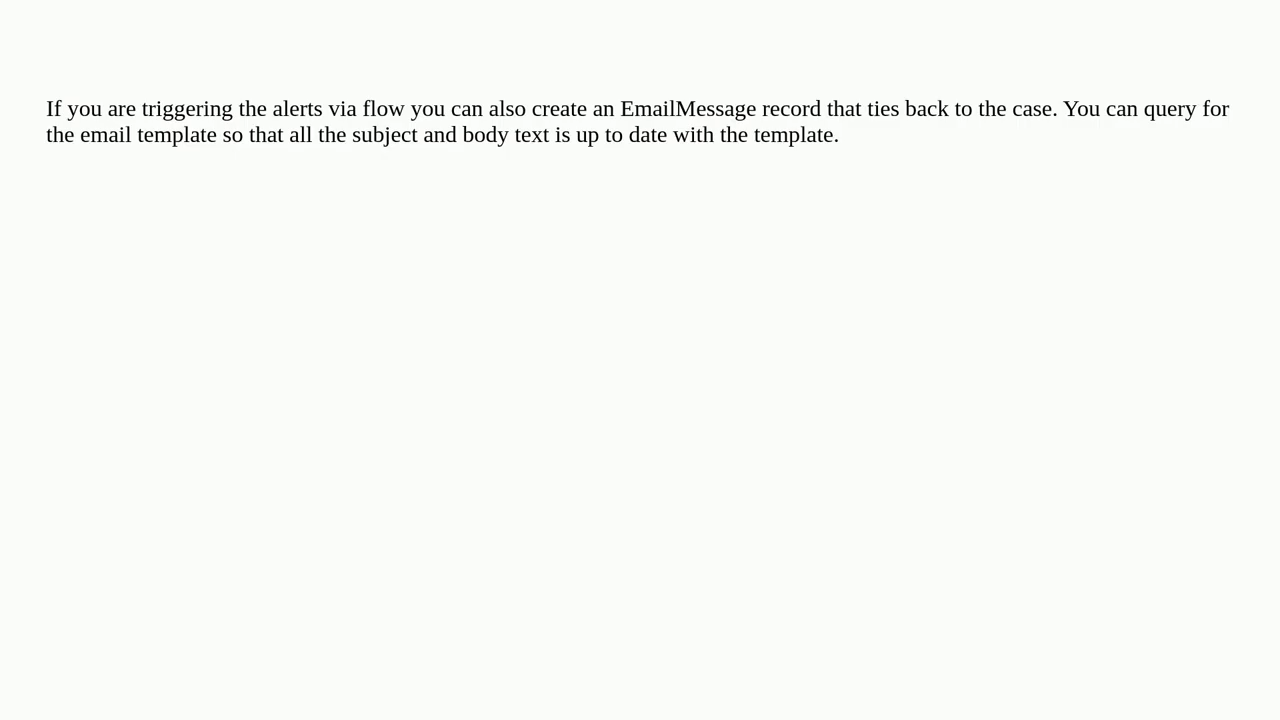 If you are triggering the alerts via flow you can also create an EmailMessage record that ties back to the case. You can query for
the email template so that all the subject and body text is up to date with the template.